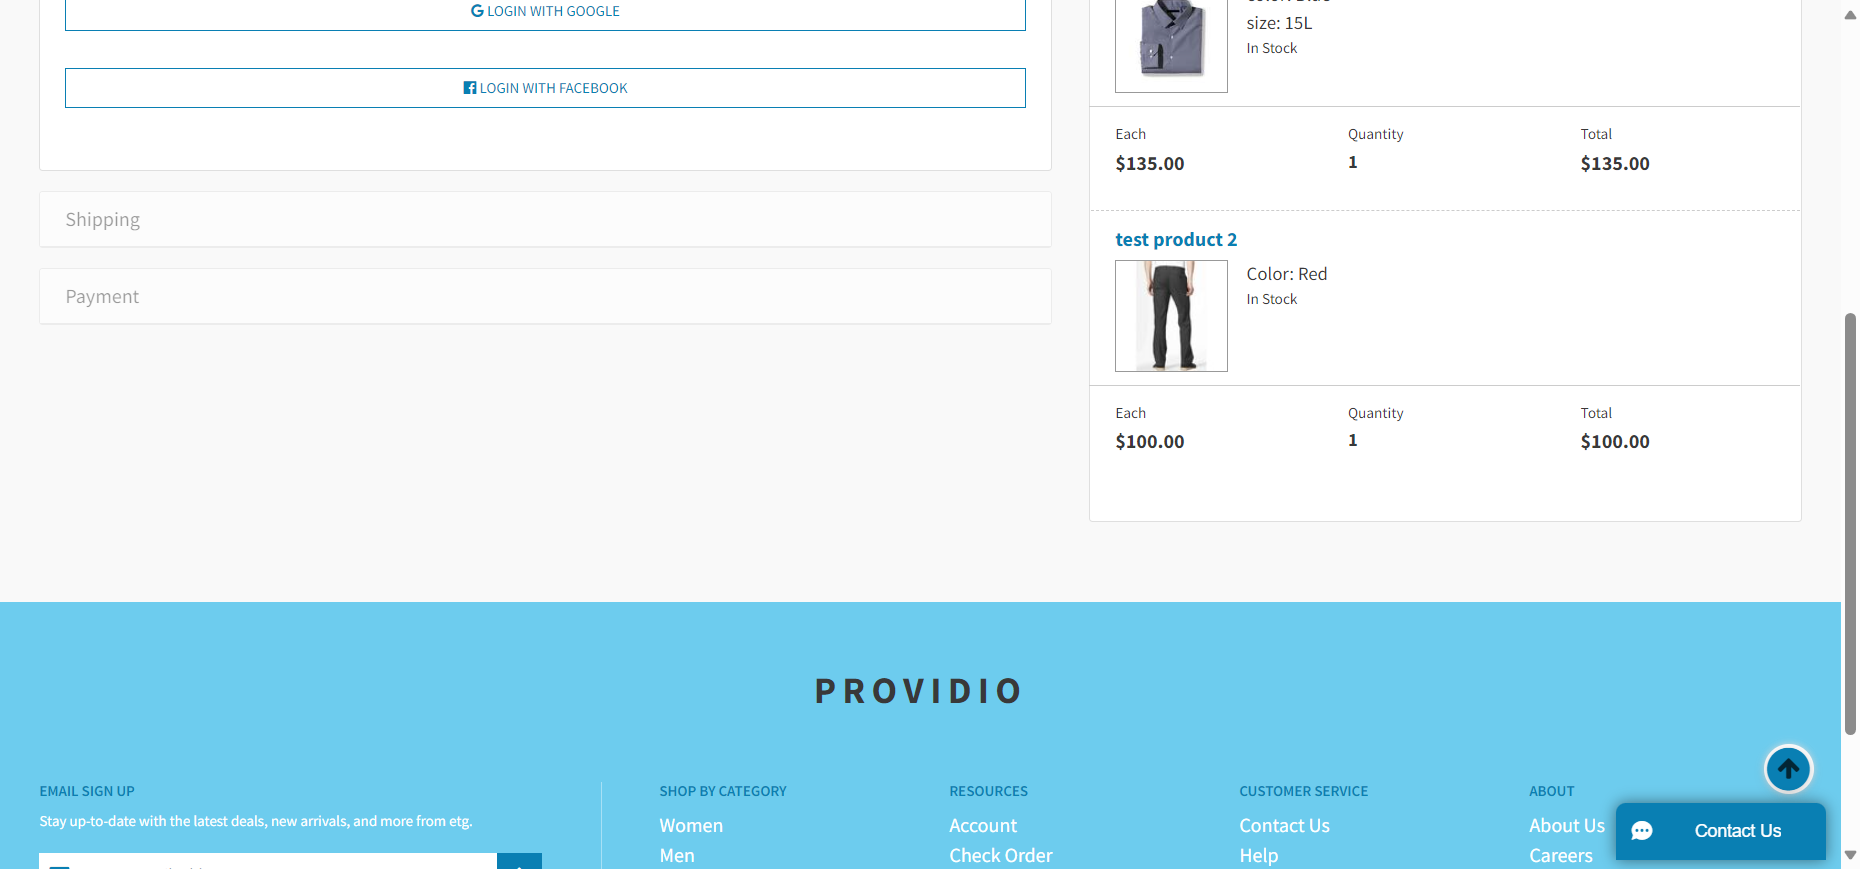 LOGIN WITH GOOGLE
LOGIN WITH FACEBOOK
Shipping
Payment
size: 15L
In Stock
Each Quantity Total
$135.00 1 $135.00
test product 2
Color: Red
In Stock
Each Quantity Total
$100.00 1 $100.00
PROVIDIO
EMAIL SIGN UP
Stay up-to-date with the latest deals, new arrivals, and more from etg.
SHOP BY CATEGORY
Women
Men
RESOURCES
Account
Check Order
CUSTOMER SERVICE
Contact Us
Help
ABOUT
About Us
Careers
Contact Us